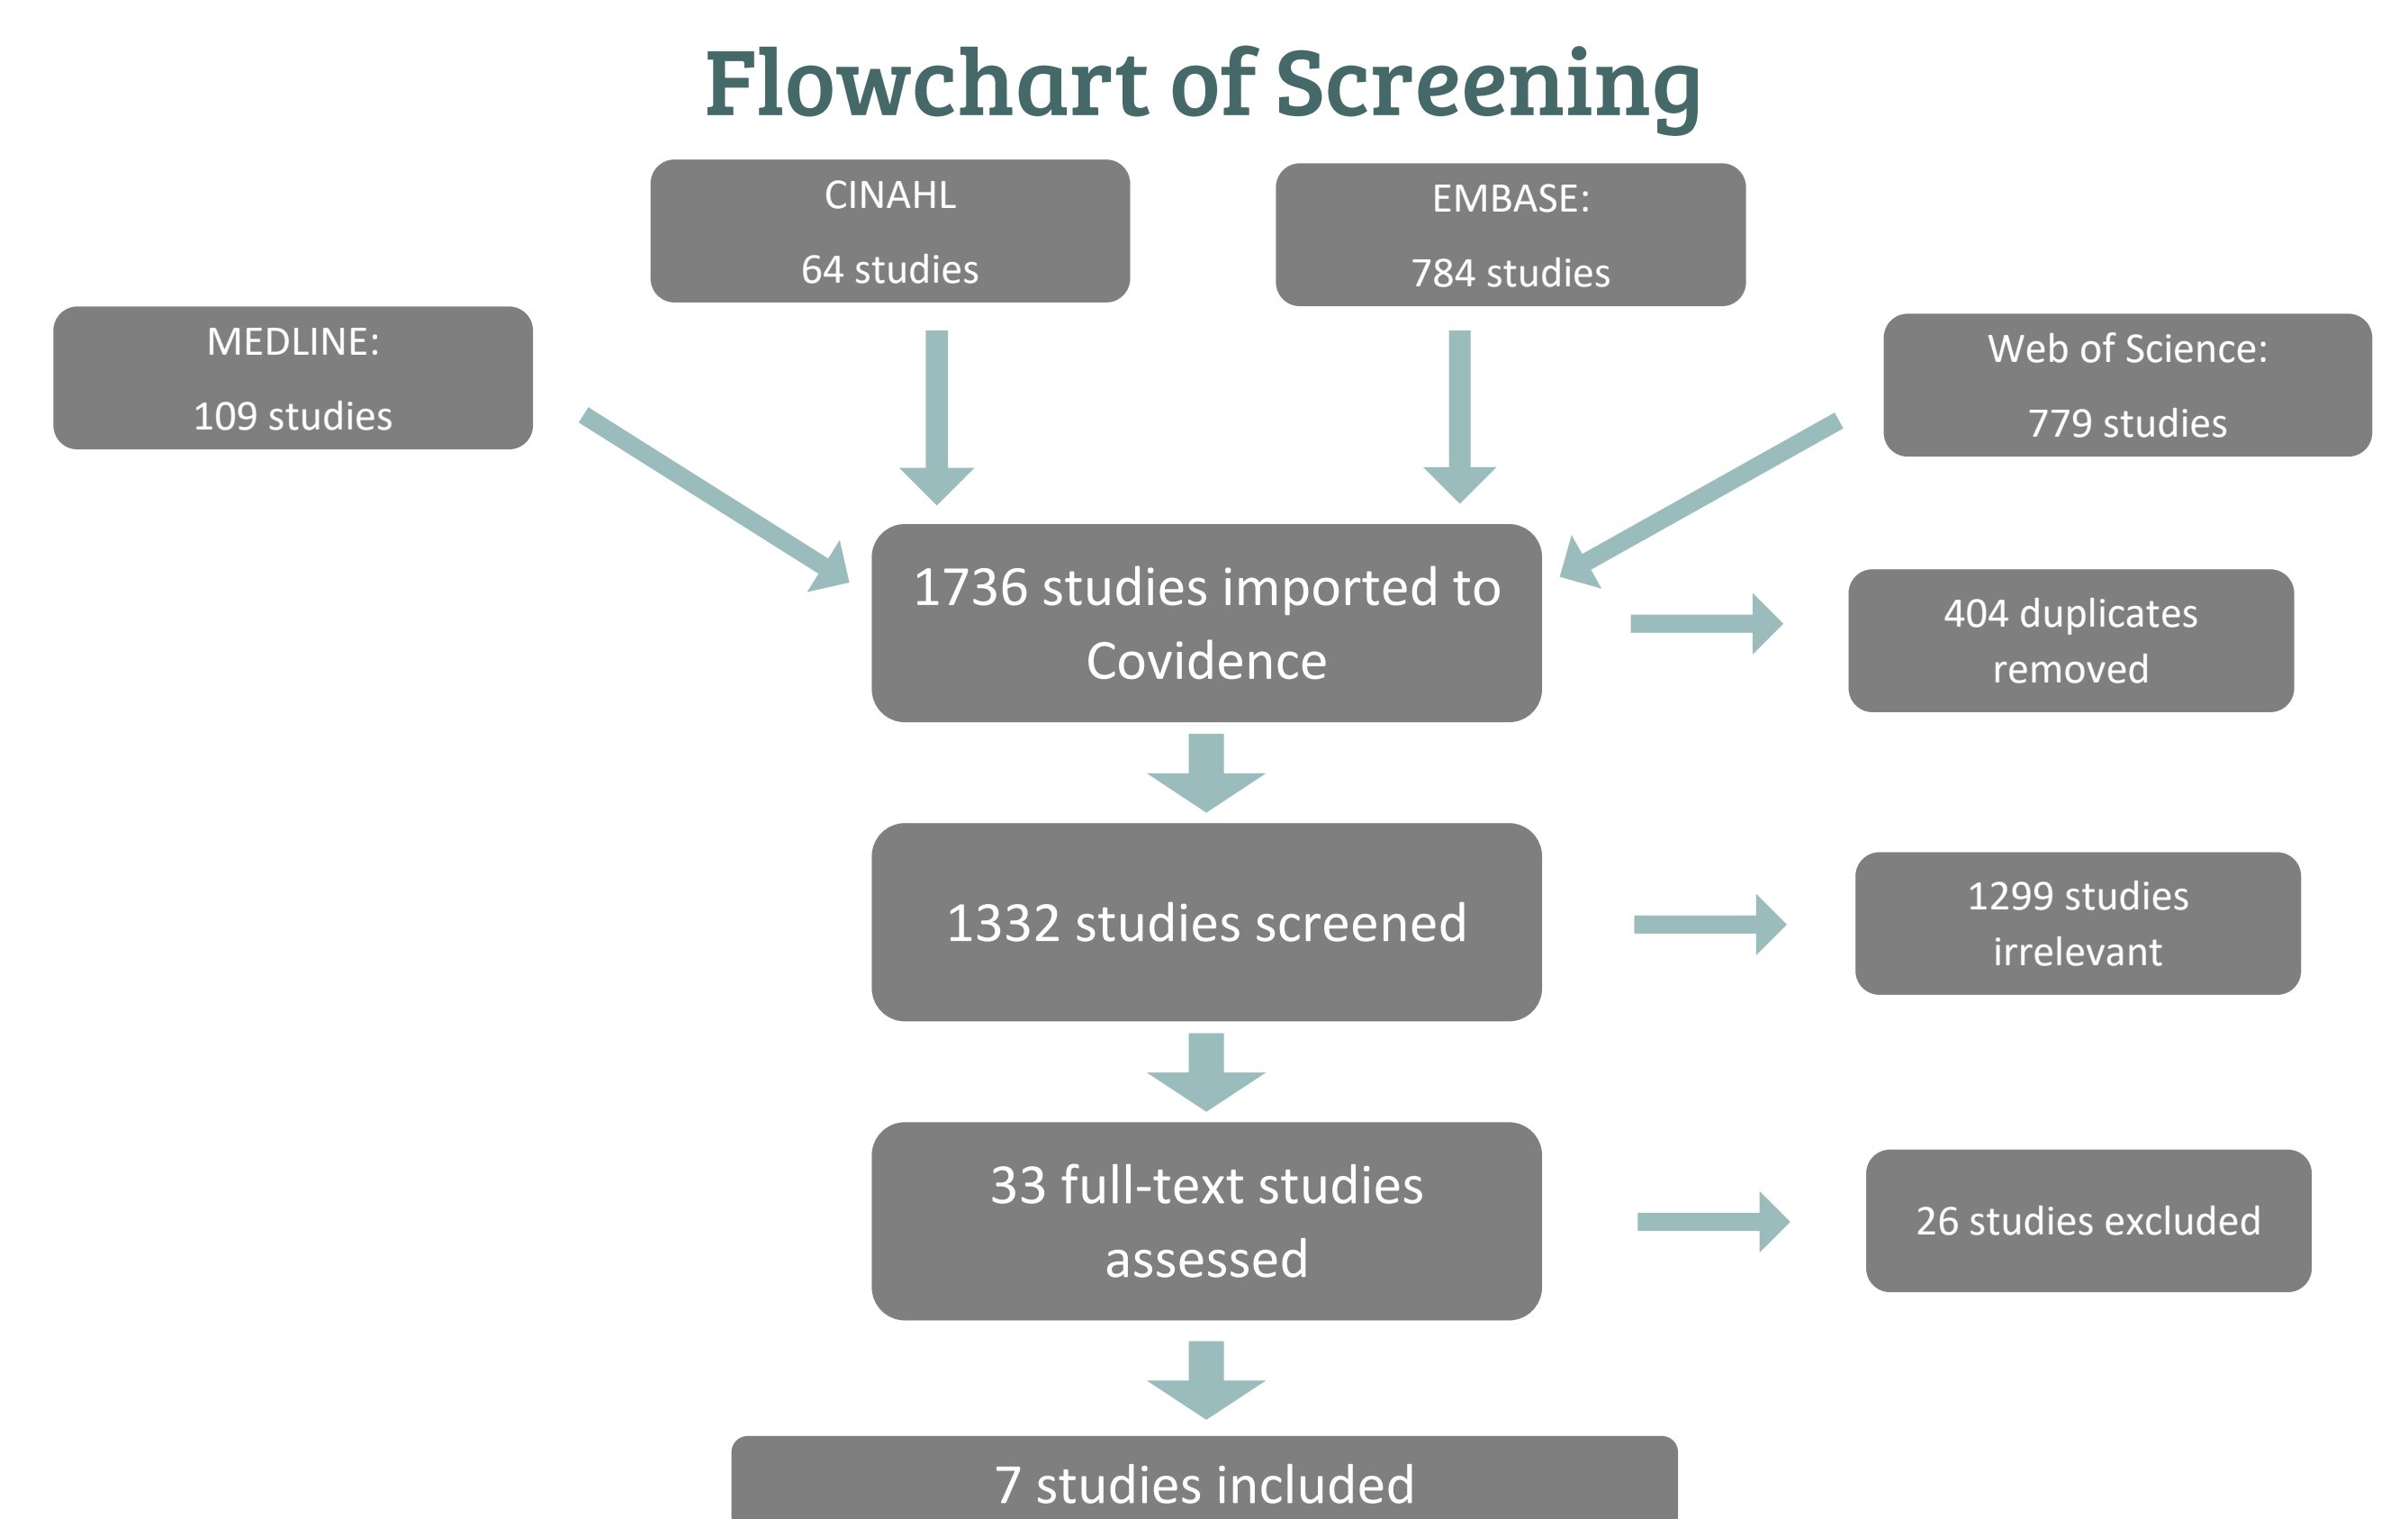 Flowchart of Screening
CINAHL
64 studies
EMBASE:
784 studies
MEDLINE:
109 studies
Web of Science:
779 studies
1736 studies imported to
Covidence
404 duplicates
removed
1332 studies screened
1299 studies
irrelevant
33 full-text studies
assessed
26 studies excluded
7 studies included